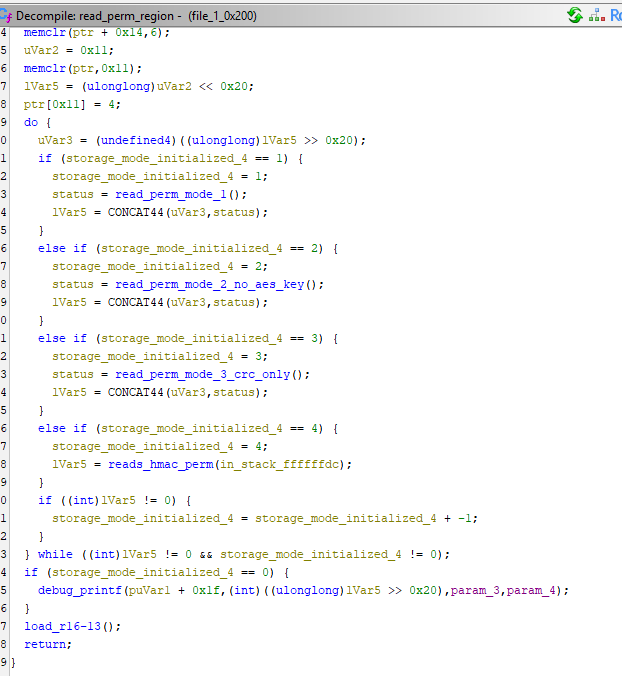 Decompile: read_perm_region - (file_1_0x200)
4 memclr(ptr + 0x14,6);
5 uVar2 = 0x11;
6 memclr(ptr,0x11);
7 lVar5 = (ulonglong)uVar2 << 0x20;
8 ptr[0x11] = 4;
9 do {
0 uVar3 = (undefined4)((ulonglong)lVar5 >> 0x20);
1 if (storage_mode_initialized_4 == 1) {
2 storage_mode_initialized_4 = 1;
3 status = read_perm_mode_1();
4 lVar5 = CONCAT44(uVar3,status);
5 }
6 else if (storage_mode_initialized_4 == 2) {
7 storage_mode_initialized_4 = 2;
8 status = read_perm_mode_2_no_aes_key();
9 lVar5 = CONCAT44(uVar3,status);
0 }
1 else if (storage_mode_initialized_4 == 3) {
2 storage_mode_initialized_4 = 3;
3 status = read_perm_mode_3_crc_only();
4 lVar5 = CONCAT44(uVar3,status);
5 }
6 else if (storage_mode_initialized_4 == 4) {
7 storage_mode_initialized_4 = 4;
8 lVar5 = reads_hmac_perm(in_stack_ffffffdc);
9 }
0 if ((int)lVar5 != 0) {
1 storage_mode_initialized_4 = storage_mode_initialized_4 + -1;
2 }
3 } while ((int)lVar5 != 0 && storage_mode_initialized_4 != 0);
4 if (storage_mode_initialized_4 == 0) {
5 debug_printf(puVar1 + 0x1f,(int)((ulonglong)lVar5 >> 0x20),param_3,param_4);
6 }
7 load_r16-13();
8 return;
9 }